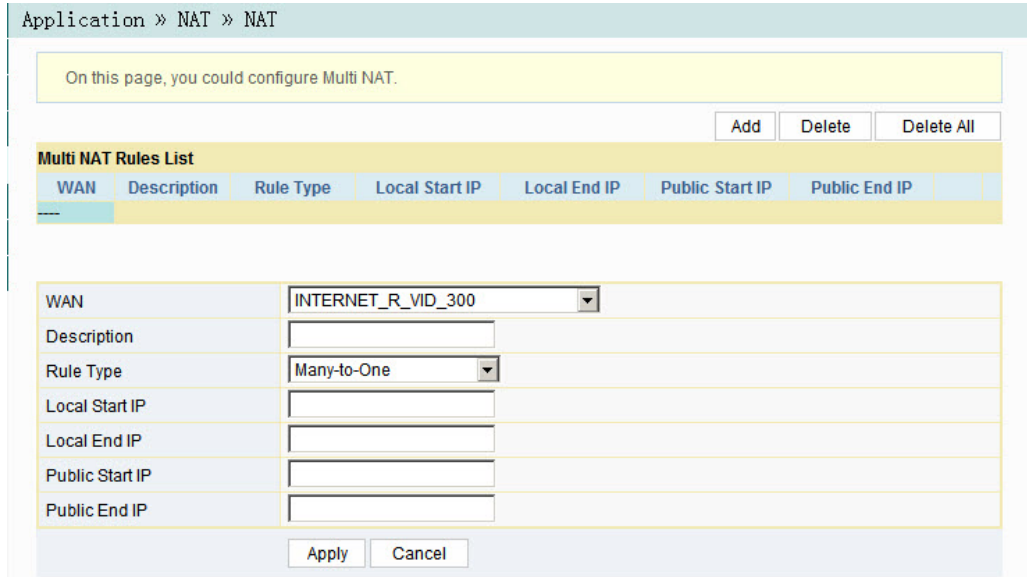 Application » NAT » NAT
On this page, you could configure Multi NAT.
Add Delete Delete All
Multi NAT Rules List
WAN Description Rule Type Local Start IP Local End IP Public Start IP Public End IP
----
WAN INTERNET_R_VID_300
Description
Rule Type Many-to-One
Local Start IP
Local End IP
Public Start IP
Public End IP
Apply Cancel